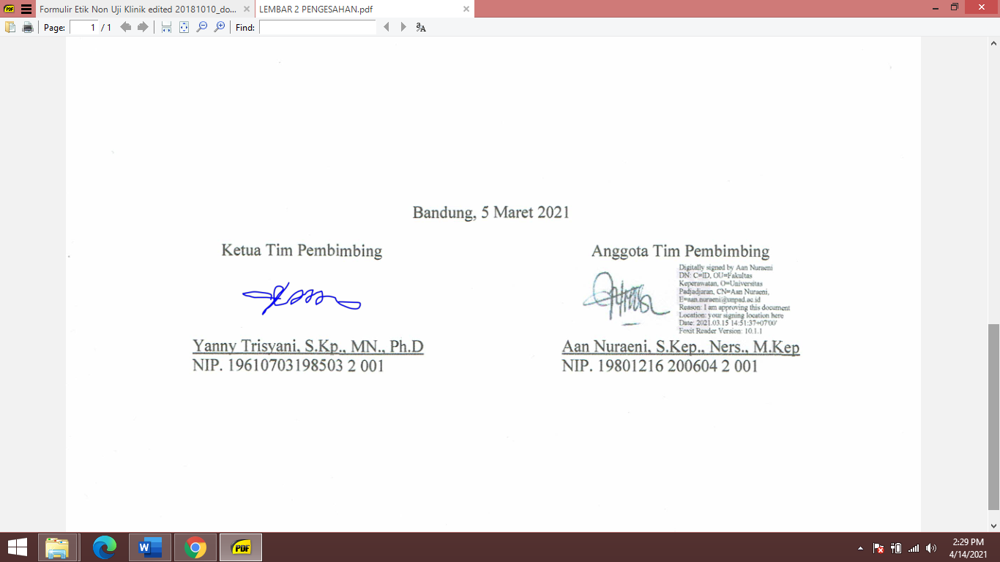 Formulir Etik Non Uji Klinik edited 20181010_do...
LEMBAR 2 PENGESAHAN.pdf
Page: 1 / 1 Find:
Bandung, 5 Maret 2021
Ketua Tim Pembimbing
Anggota Tim Pembimbing
Digitally signed by Aan Nuraeni
DN: C=ID, OU=Fakultas
Keperawatan, O=Universitas
Padjadjaran, CN=Aan Nuraeni,
E=aan.nuraeni@unpad.ac.id
Reason: I am approving this document
Location: your signing location here
Date: 2021.03.15 14:51:37+07'00'
Foxit Reader Version: 10.1.1
Yanny Trisyani, S.Kp., MN., Ph.D
NIP. 19610703198503 2 001
Aan Nuraeni, S.Kep., Ners., M.Kep
NIP. 19801216 200604 2 001
PDF
2:29 PM
4/14/2021